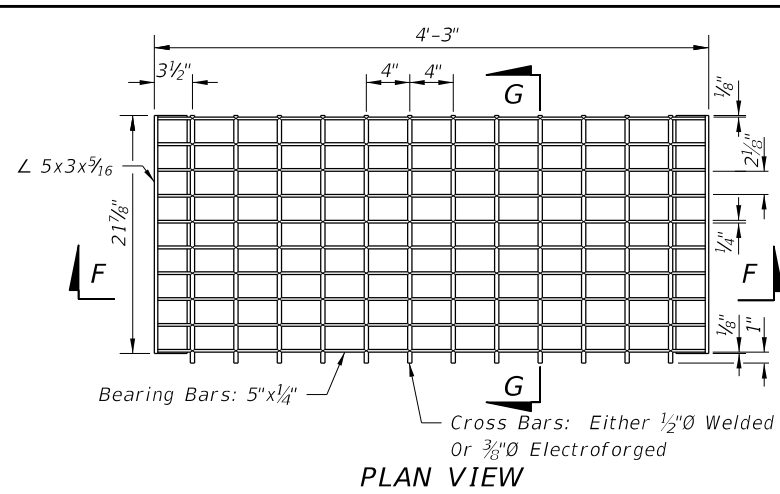 4'-3"
3½" 4" 4" G ⅛"
∠ 5x3x5⁄16
2⅛"
21⅞"
¼"
F F
⅛" 1"
G
Bearing Bars: 5"x¼"
Cross Bars: Either ½"Ø Welded
Or ⅜"Ø Electroforged
PLAN VIEW